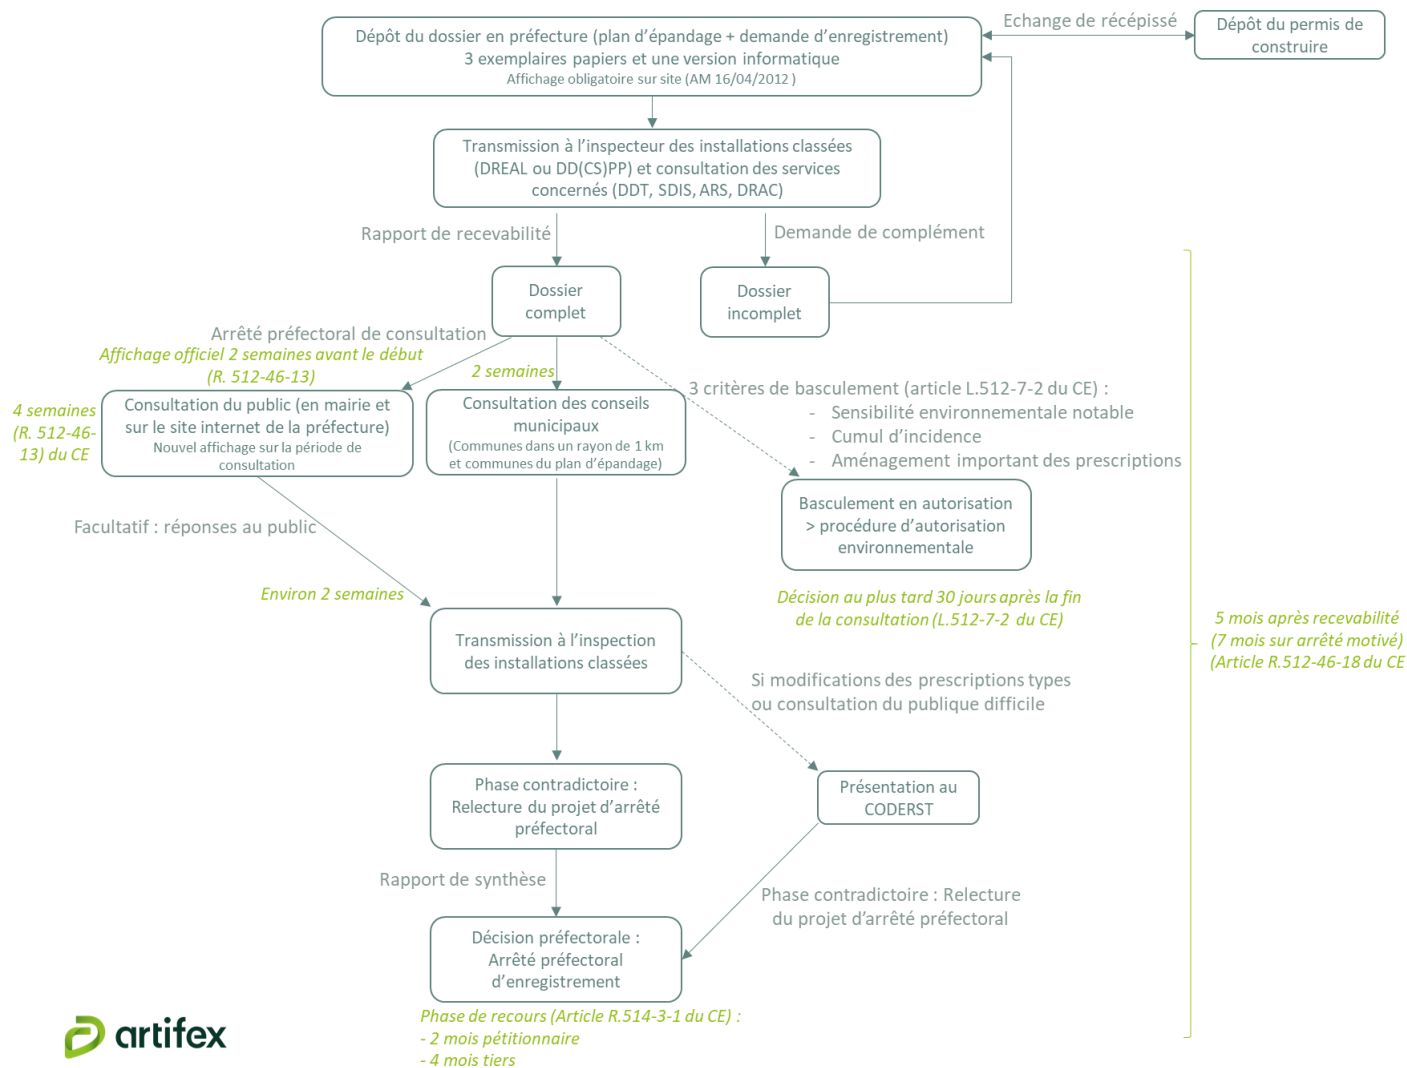 Dépôt du dossier en préfecture (plan d'épandage + demande d'enregistrement)
3 exemplaires papiers et une version informatique
Affichage obligatoire sur site (AM 16/04/2012 )
Echange de récépissé
Dépôt du permis de
construire
Transmission à l'inspecteur des installations classées
(DREAL ou DD(CS)PP) et consultation des services
concernés (DDT, SDIS, ARS, DRAC)
Rapport de recevabilité
Demande de complément
Dossier
complet
Dossier
incomplet
Arrêté préfectoral de consultation
Affichage officiel 2 semaines avant le début
(R. 512-46-13)
2 semaines
4 semaines
(R. 512-46-
13) du CE
Consultation du public (en mairie et
sur le site internet de la préfecture)
Nouvel affichage sur la période de
consultation
Consultation des conseils
municipaux
(Communes dans un rayon de 1 km
et communes du plan d'épandage)
3 critères de basculement (article L.512-7-2 du CE) :
- Sensibilité environnementale notable
- Cumul d'incidence
- Aménagement important des prescriptions
Basculement en autorisation
> procédure d'autorisation
environnementale
Facultatif : réponses au public
Environ 2 semaines
Décision au plus tard 30 jours après la fin
de la consultation (L.512-7-2 du CE)
5 mois après recevabilité
(7 mois sur arrêté motivé)
(Article R.512-46-18 du CE
Transmission à l'inspection
des installations classées
Si modifications des prescriptions types
ou consultation du publique difficile
Phase contradictoire :
Relecture du projet d'arrêté
préfectoral
Présentation au
CODERST
Rapport de synthèse
Phase contradictoire : Relecture
du projet d'arrêté préfectoral
Décision préfectorale :
Arrêté préfectoral
d'enregistrement
Phase de recours (Article R.514-3-1 du CE) :
- 2 mois pétitionnaire
- 4 mois tiers
artifex